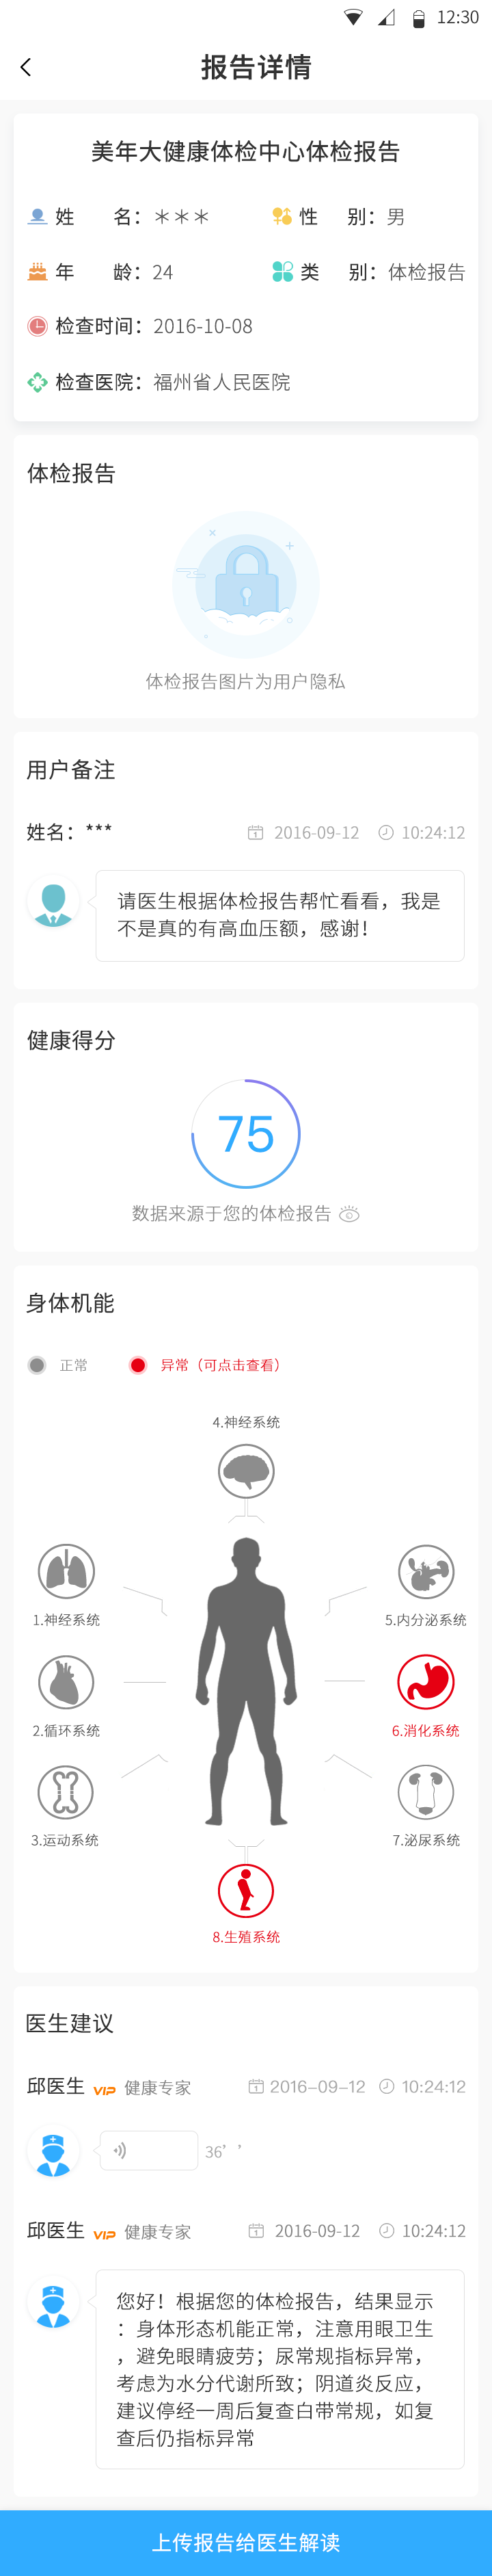 12:30
报告详情
美年大健康体检中心体检报告
姓 名：＊＊＊ 性 别：男
年 龄：24 类 别：体检报告
检查时间：2016-10-08
检查医院：福州省人民医院
体检报告
体检报告图片为用户隐私
用户备注
姓名：*** 2016-09-12 10:24:12
请医生根据体检报告帮忙看看，我是
不是真的有高血压额，感谢！
健康得分
75
数据来源于您的体检报告
身体机能
正常 异常（可点击查看）
4.神经系统
1.神经系统 5.内分泌系统
2.循环系统 6.消化系统
3.运动系统 7.泌尿系统
8.生殖系统
医生建议
邱医生 VIP 健康专家 2016-09-12 10:24:12
36’ ’
邱医生 VIP 健康专家 2016-09-12 10:24:12
您好！根据您的体检报告，结果显示
：身体形态机能正常，注意用眼卫生
，避免眼睛疲劳；尿常规指标异常，
考虑为水分代谢所致；阴道炎反应，
建议停经一周后复查白带常规，如复
查后仍指标异常
上传报告给医生解读